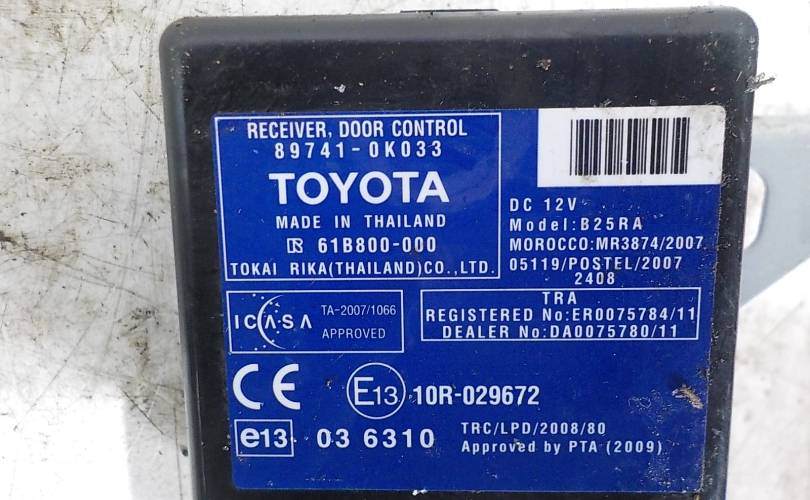 RECEIVER, DOOR CONTROL
89741-0K033
TOYOTA
MADE IN THAILAND
61B800-000
TOKAI RIKA(THAILAND)CO.,LTD.
DC 12V
Model:B25RA
MOROCCO:MR3874/2007
05119/POSTEL/2007
2408
TRA
REGISTERED No:ER0075784/11
DEALER No:DA0075780/11
ICASA
TA-2007/1066
APPROVED
CE
E13 10R-029672
e13 03 6310
TRC/LPD/2008/80
Approved by PTA (2009)